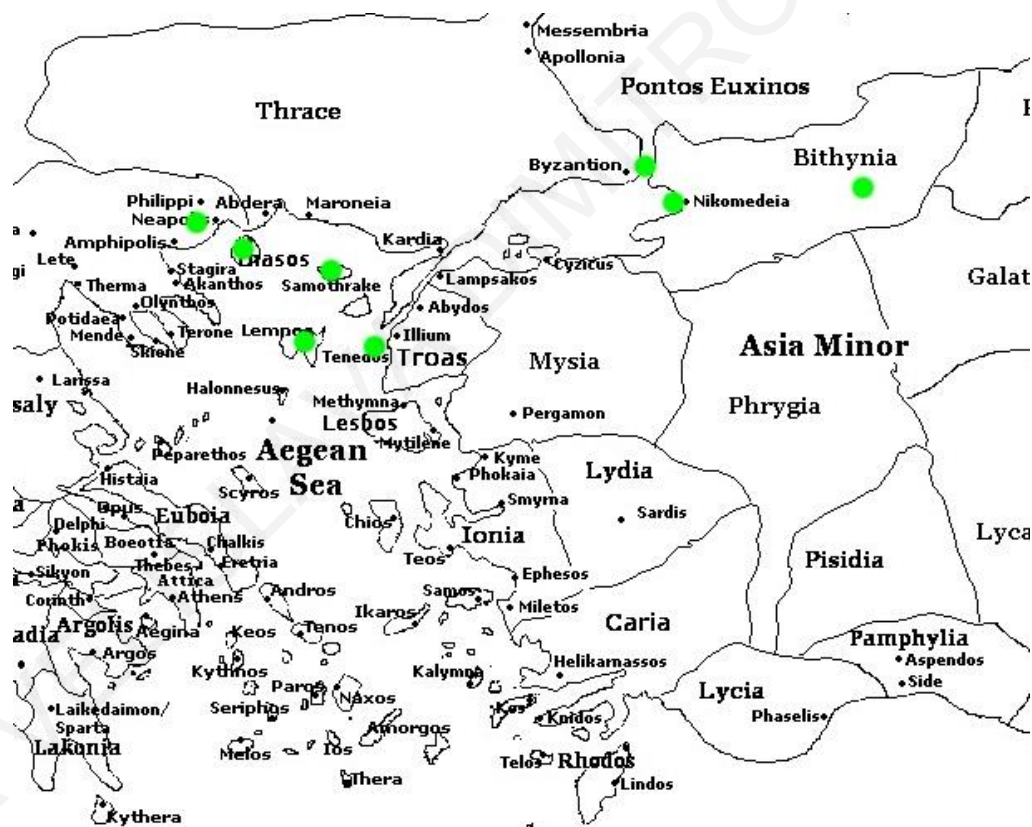 Messembria
Apollonia
Pontos Euxinos
Thrace
Byzantion
Bithynia
Philippi
Abdera
Maroneia
Neapolis
Nikomedeia
Amphipolis
Kardia
Lete
Stagira
Thasos
Samothrake
Lampsakos
Cyzicus
Galat
gi
Therma
Akanthos
Olynthos
Abydos
Potidaea
Mende
Terone
Skione
Lemnos
Tenedos
Illium
Troas
Mysia
Asia Minor
Larissa
Halonnesus
Methymna
saly
Lesbos
Mytilene
Pergamon
Phrygia
Peparethos
Aegean
Sea
Kyme
Phokaia
Lydia
Histaia
Scyros
Smyrna
Sardis
Opus
Euboia
Chios
Delphi
Phokis
Boeotia
Chalkis
Ionia
Lyca
Thebes
Eretria
Teos
Pisidia
Sikyon
Attica
Ephesos
Corinth
Athens
Andros
Ikaros
Samos
Miletos
adia
Argolis
Aegina
Keos
Tenos
Caria
Pamphylia
Argos
Kythnos
Kalymna
Helikarnassos
Aspendos
Side
Paros
Naxos
Lycia
Laikedaimon/
Sparta
Seriphos
Amorgos
Kos
Knidos
Phaselis
Lakonia
Melos
Ios
Telos
Rhodos
Thera
Lindos
Kythera